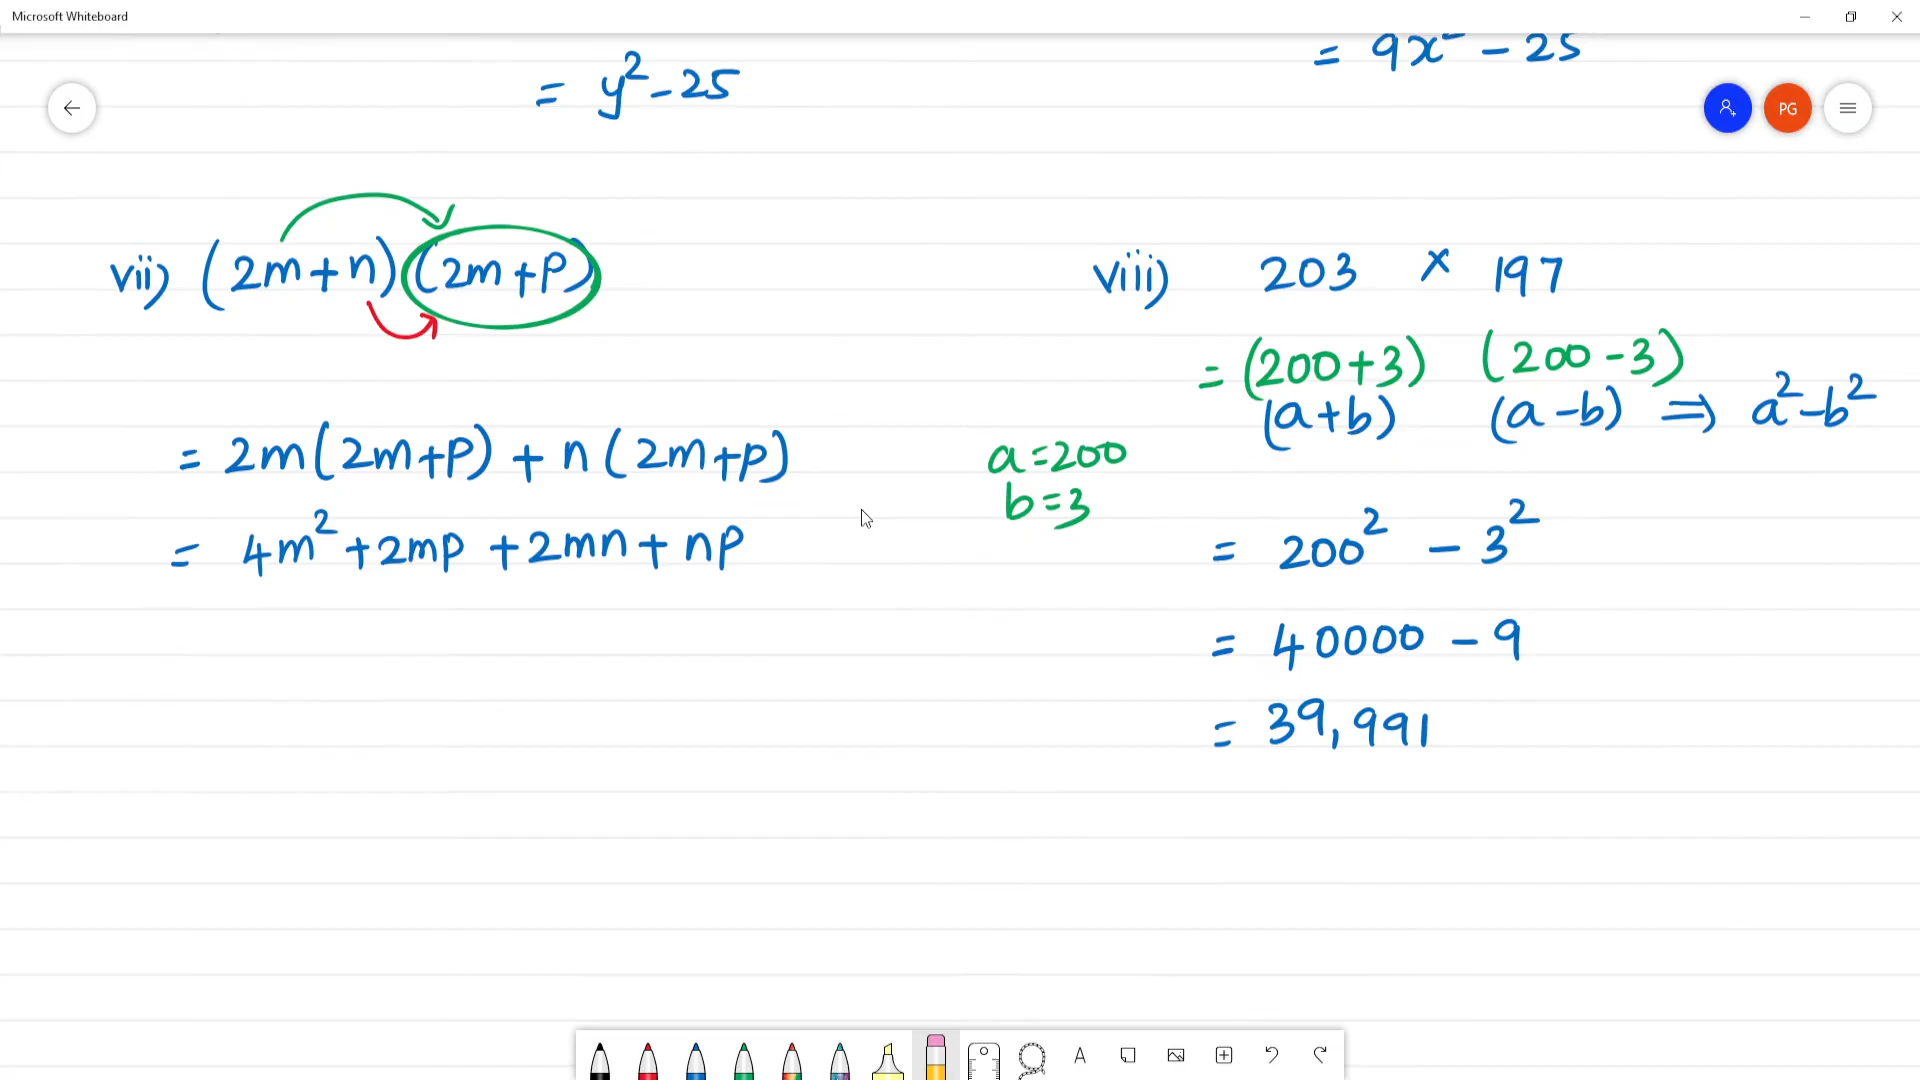 Microsoft Whiteboard
= y² - 25
= 9x² - 25
PG
vii) (2m+n)(2m+p)
= 2m(2m+p) + n(2m+p)
= 4m² + 2mp + 2mn + np
viii) 203 × 197
= (200+3) (200-3)
(a+b) (a-b) ⇒ a²-b²
a=200
b=3
= 200² - 3²
= 40000 - 9
= 39,991